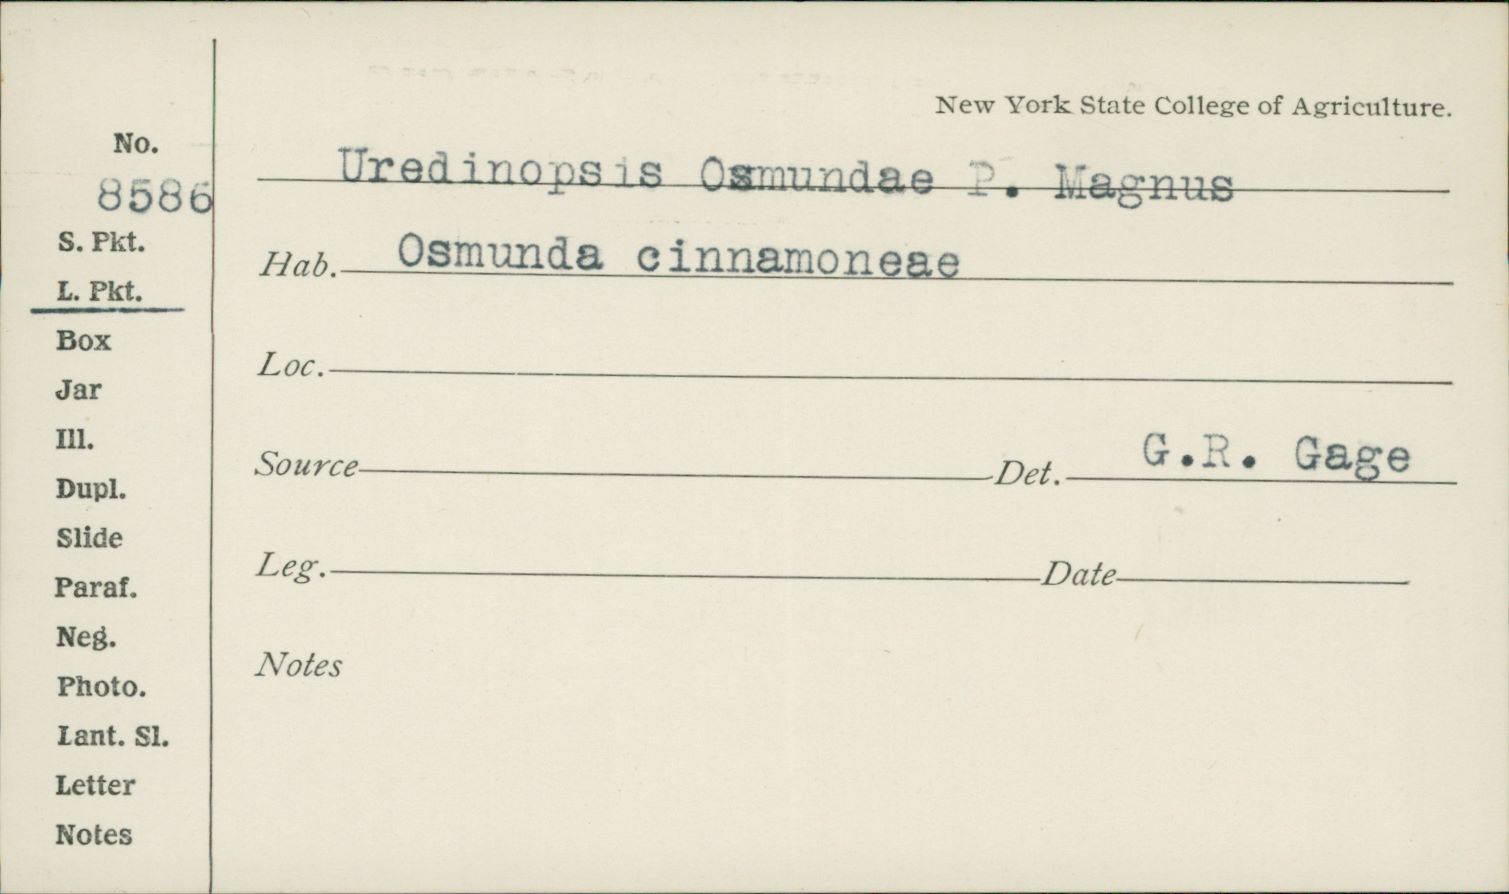 New York State College of Agriculture.
No.
8586
Uredinopsis Osmundae P. Magnus
S. Pkt.
Hab. Osmunda cinnamoneae
L. Pkt.
Box
Loc.
Jar
Ill.
Source Det. G.R. Gage
Dupl.
Slide
Leg. Date
Paraf.
Neg.
Notes
Photo.
Lant. Sl.
Letter
Notes